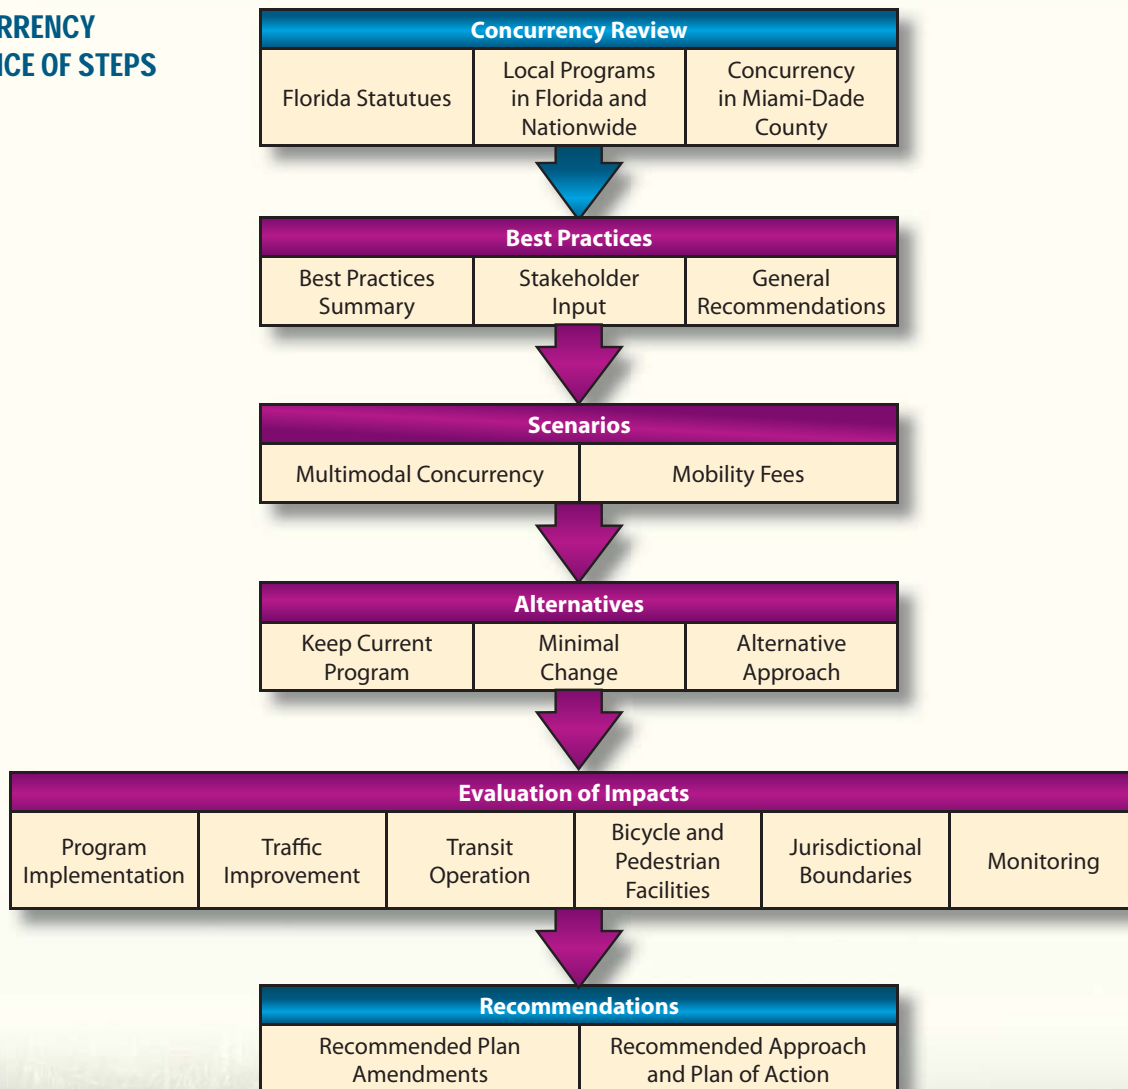 RRENCY
ICE OF STEPS
Concurrency Review
Florida Statutues
Local Programs
in Florida and
Nationwide
Concurrency
in Miami-Dade
County
Best Practices
Best Practices
Summary
Stakeholder
Input
General
Recommendations
Scenarios
Multimodal Concurrency
Mobility Fees
Alternatives
Keep Current
Program
Minimal
Change
Alternative
Approach
Evaluation of Impacts
Program
Implementation
Traffic
Improvement
Transit
Operation
Bicycle and
Pedestrian
Facilities
Jurisdictional
Boundaries
Monitoring
Recommendations
Recommended Plan
Amendments
Recommended Approach
and Plan of Action